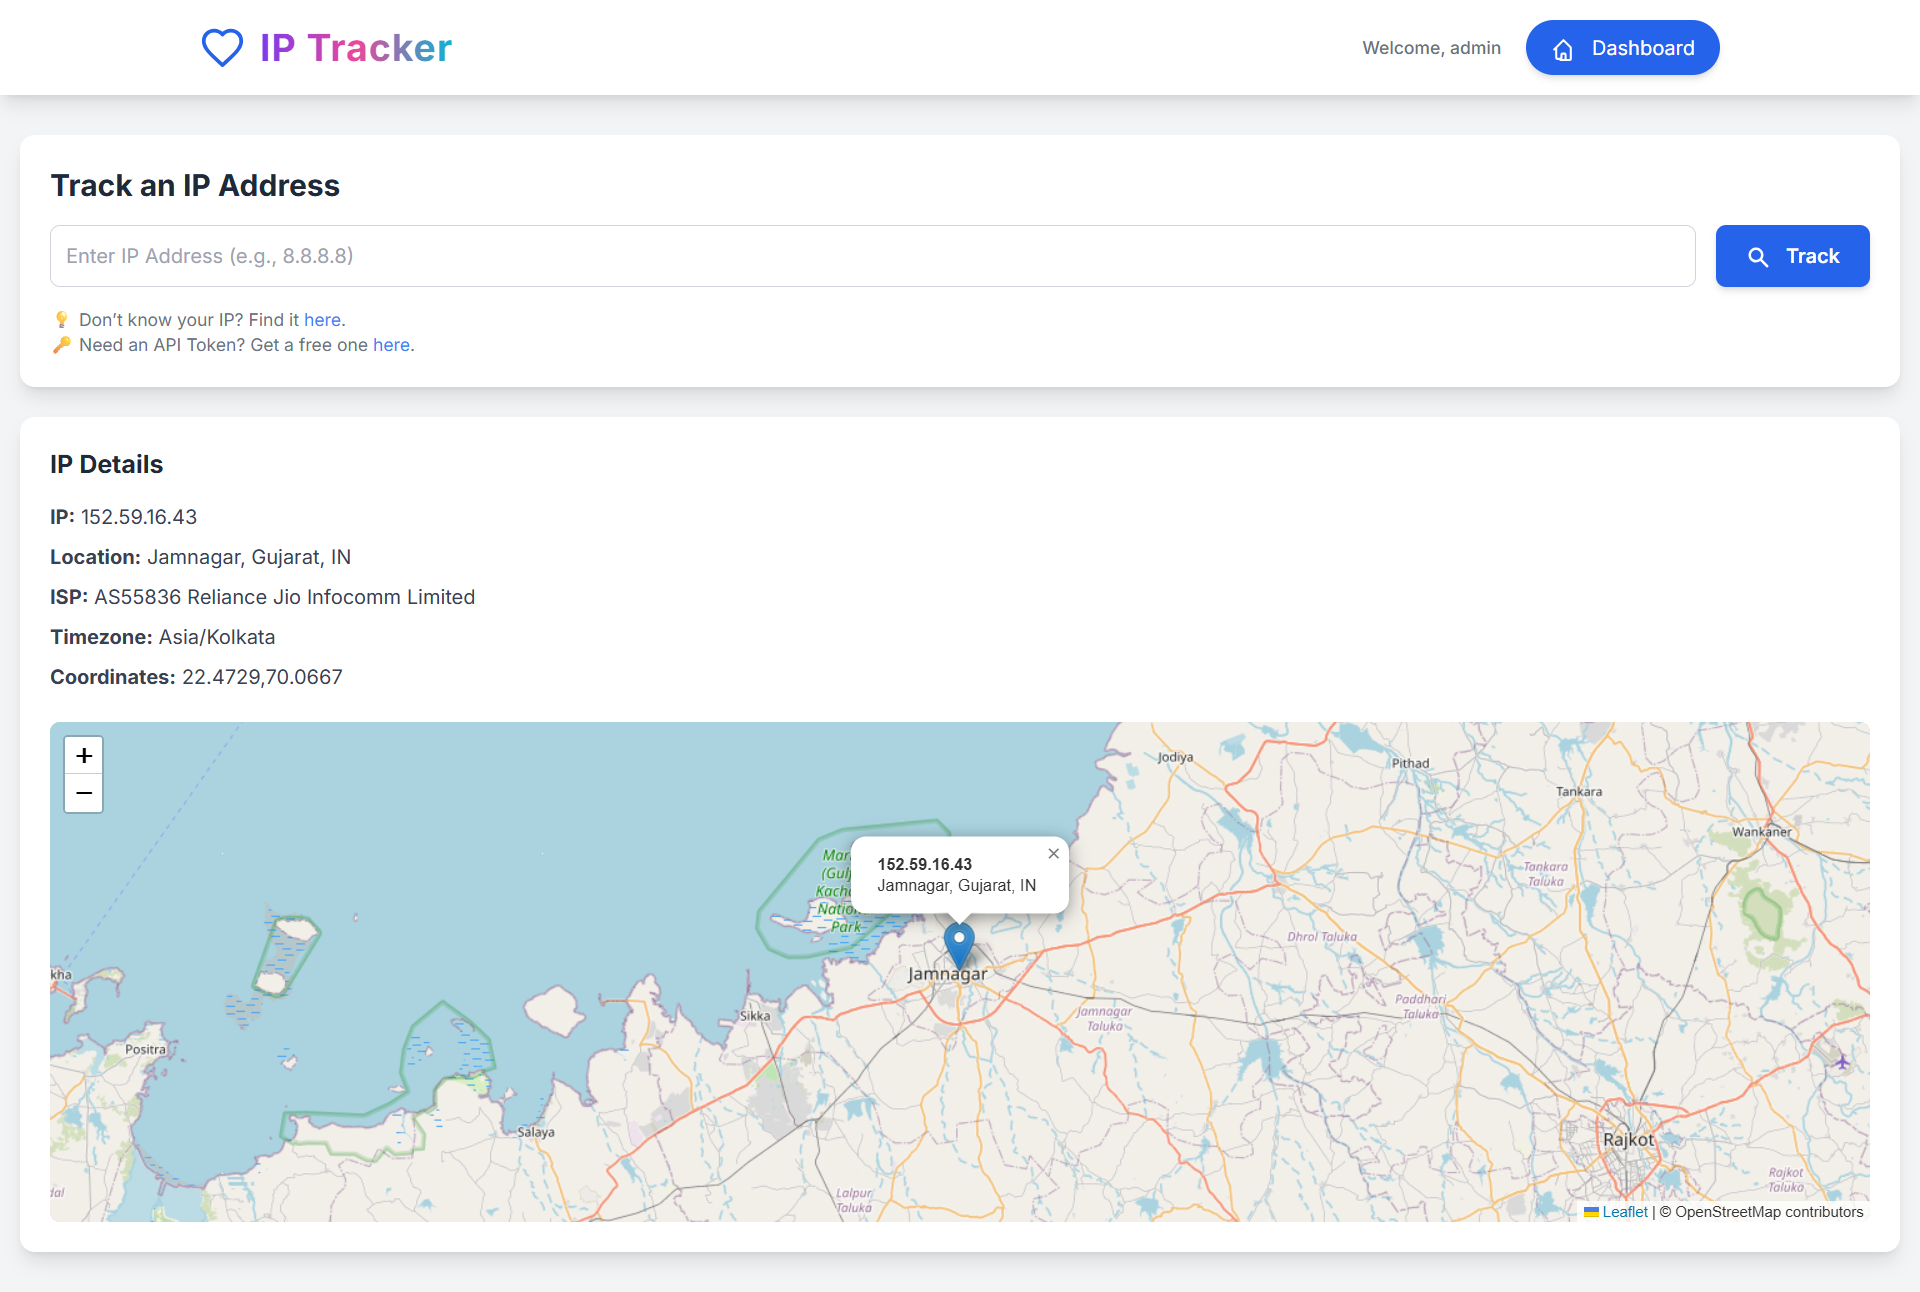 IP Tracker
Welcome, admin
Dashboard
Track an IP Address
Enter IP Address (e.g., 8.8.8.8)
Track
💡 Don’t know your IP? Find it here.
🔑 Need an API Token? Get a free one here.
IP Details
IP: 152.59.16.43
Location: Jamnagar, Gujarat, IN
ISP: AS55836 Reliance Jio Infocomm Limited
Timezone: Asia/Kolkata
Coordinates: 22.4729,70.0667
+
−
Jodiya
Pithad
Tankara
Wankaner
152.59.16.43
×
Jamnagar, Gujarat, IN
Park
Tankara
Taluka
Dhrol Taluka
Jamnagar
Paddhari
Taluka
Jamnagar
Taluka
Sikka
Positra
Salaya
Rajkot
Lalpur
Taluka
Rajkot
Taluka
Leaflet | © OpenStreetMap contributors